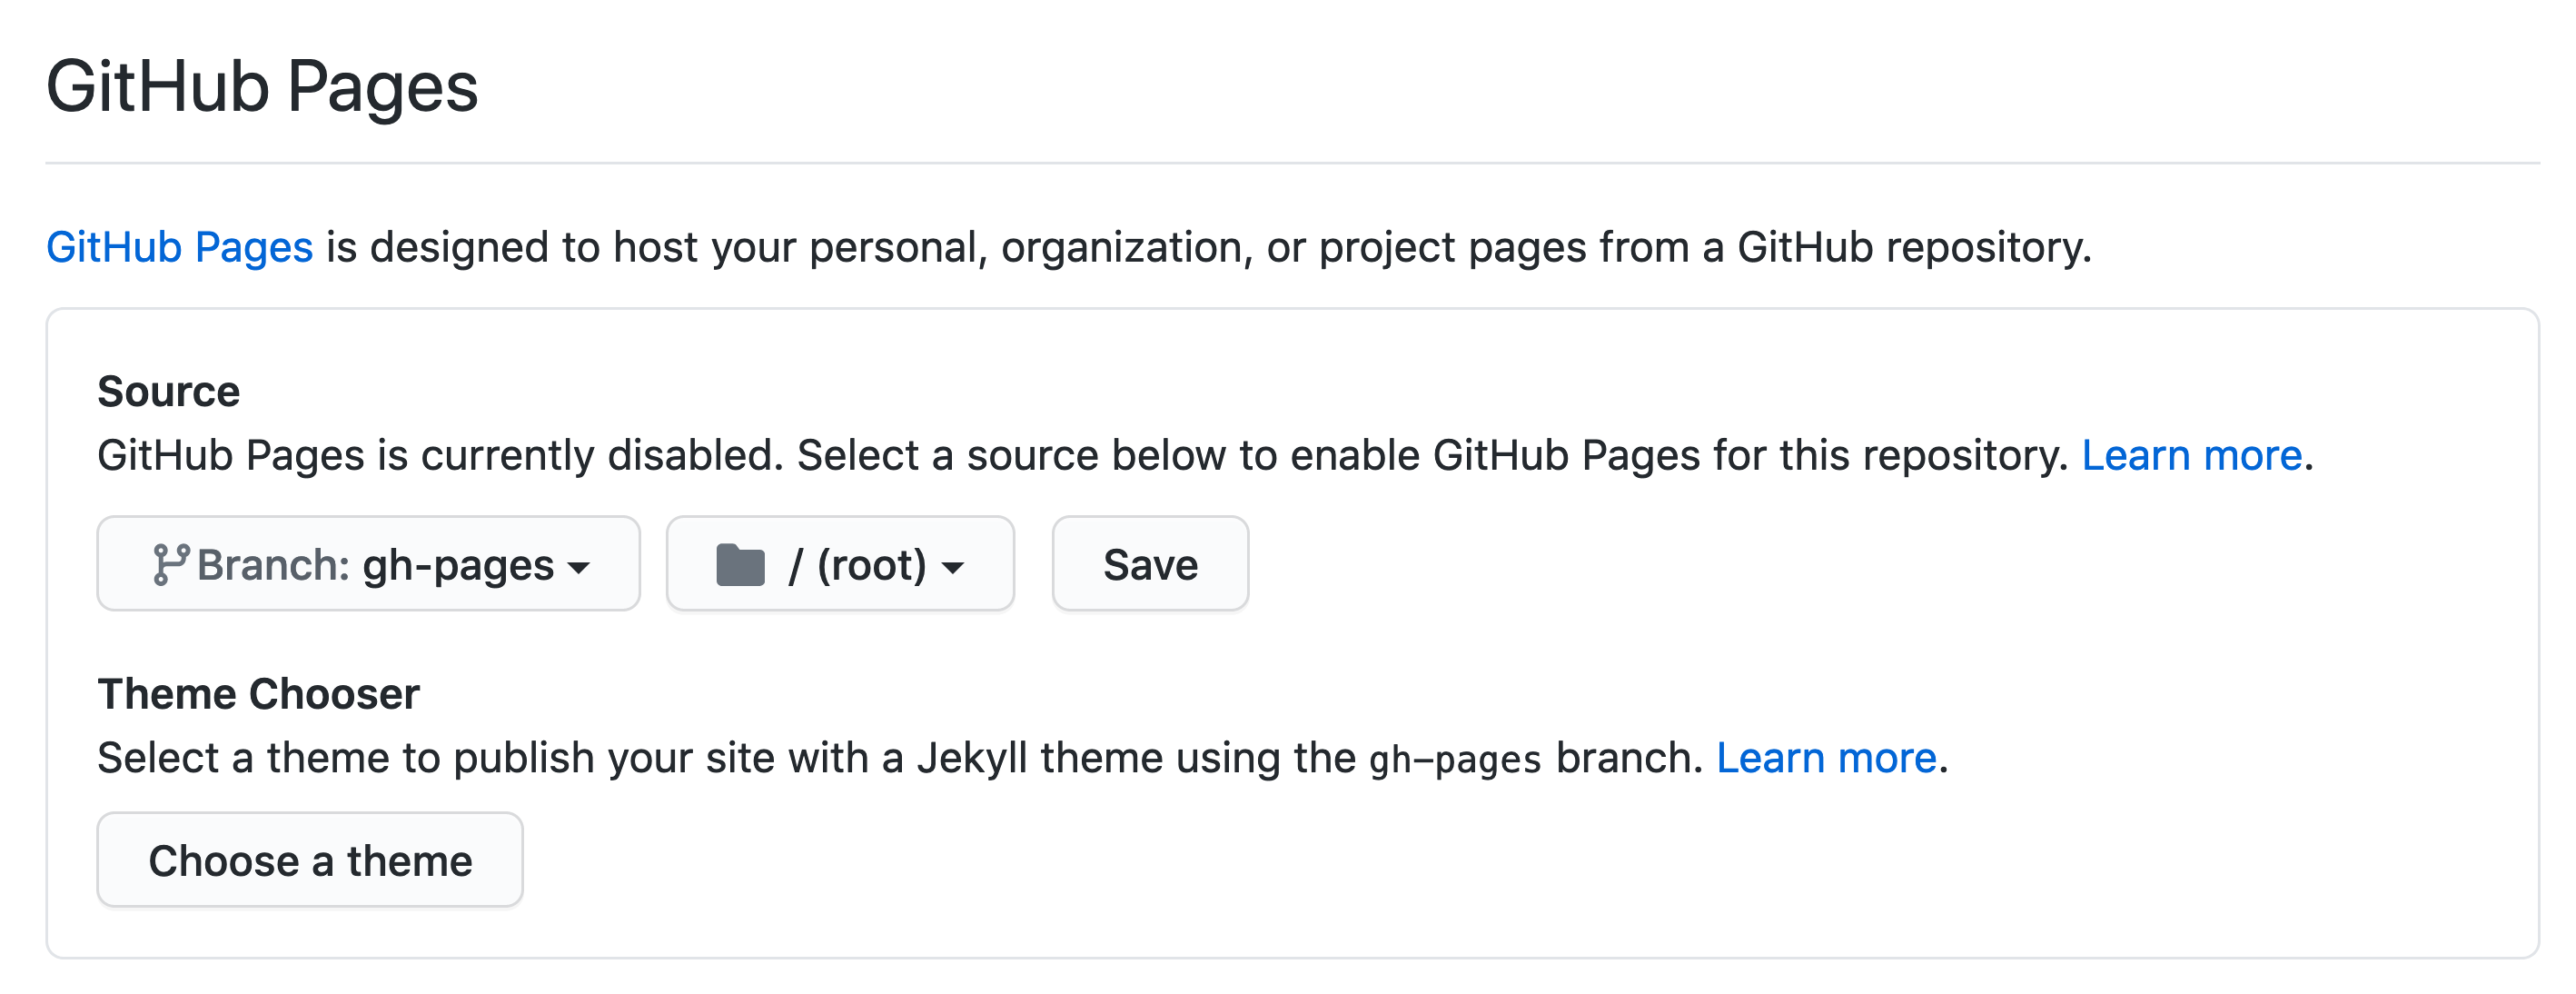 GitHub Pages
GitHub Pages is designed to host your personal, organization, or project pages from a GitHub repository.
Source
GitHub Pages is currently disabled. Select a source below to enable GitHub Pages for this repository. Learn more.
Branch: gh-pages / (root) Save
Theme Chooser
Select a theme to publish your site with a Jekyll theme using the gh-pages branch. Learn more.
Choose a theme